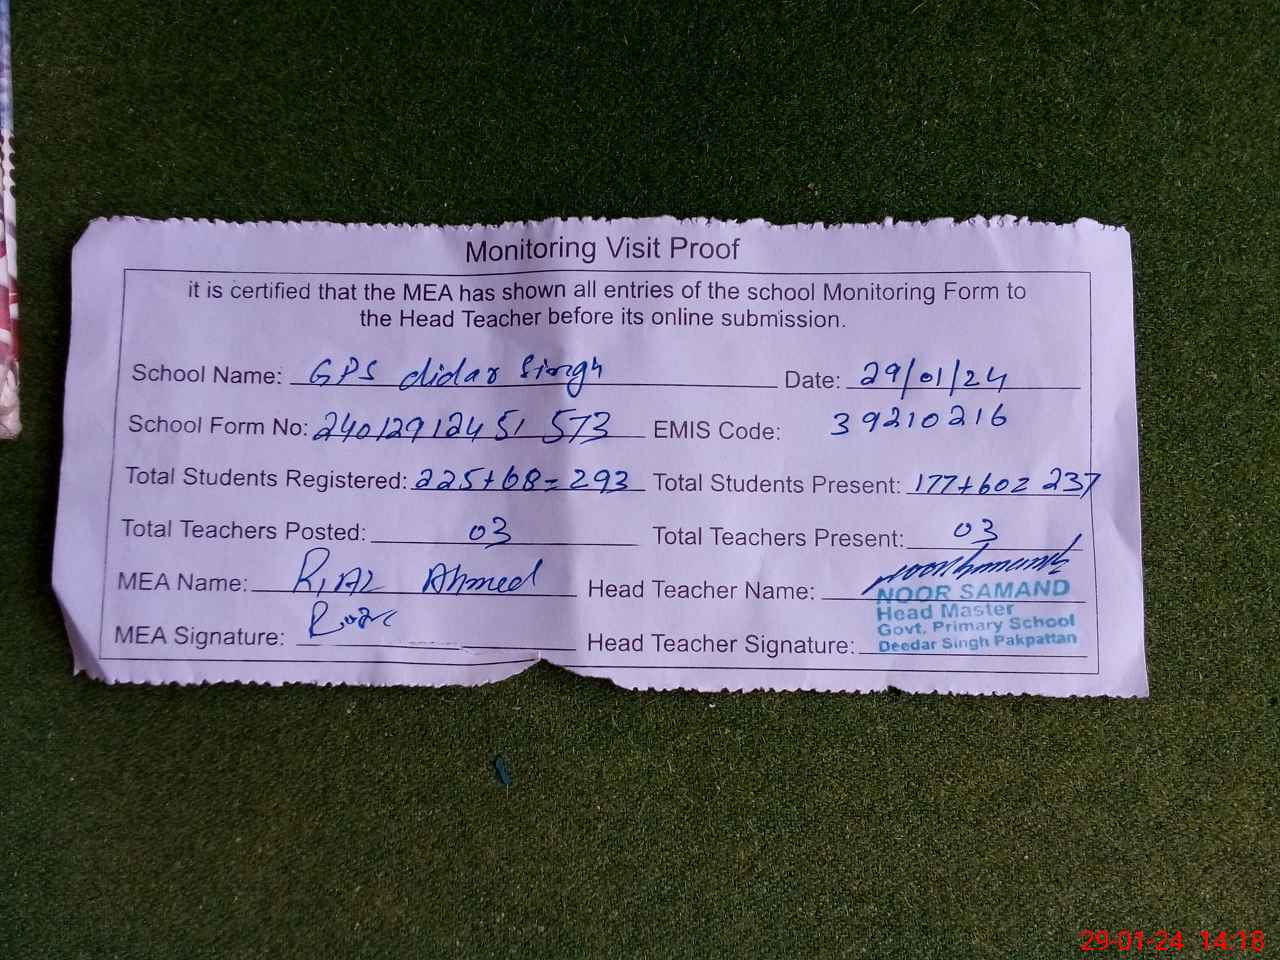 Monitoring Visit Proof
it is certified that the MEA has shown all entries of the school Monitoring Form to
the Head Teacher before its online submission.
School Name: GPS didar Singh Date: 29/01/24
School Form No: 24012912451 573 EMIS Code: 39210216
Total Students Registered: 225+68=293 Total Students Present: 177+60= 237
Total Teachers Posted: 03 Total Teachers Present: 03
MEA Name: Riaz Ahmed Head Teacher Name:
NOOR SAMAND
Head Master
Govt. Primary School
MEA Signature: Head Teacher Signature: Deedar Singh Pakpattan
29-01-24 14:18